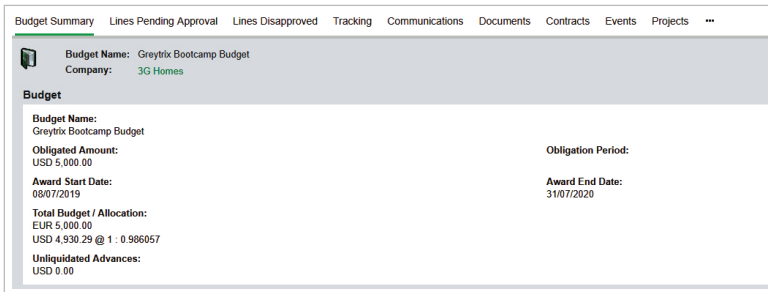 Budget Summary Lines Pending Approval Lines Disapproved Tracking Communications Documents Contracts Events Projects •••
Budget Name: Greytrix Bootcamp Budget
Company: 3G Homes
Budget
Budget Name:
Greytrix Bootcamp Budget
Obligated Amount: Obligation Period:
USD 5,000.00
Award Start Date: Award End Date:
08/07/2019 31/07/2020
Total Budget / Allocation:
EUR 5,000.00
USD 4,930.29 @ 1 : 0.986057
Unliquidated Advances:
USD 0.00